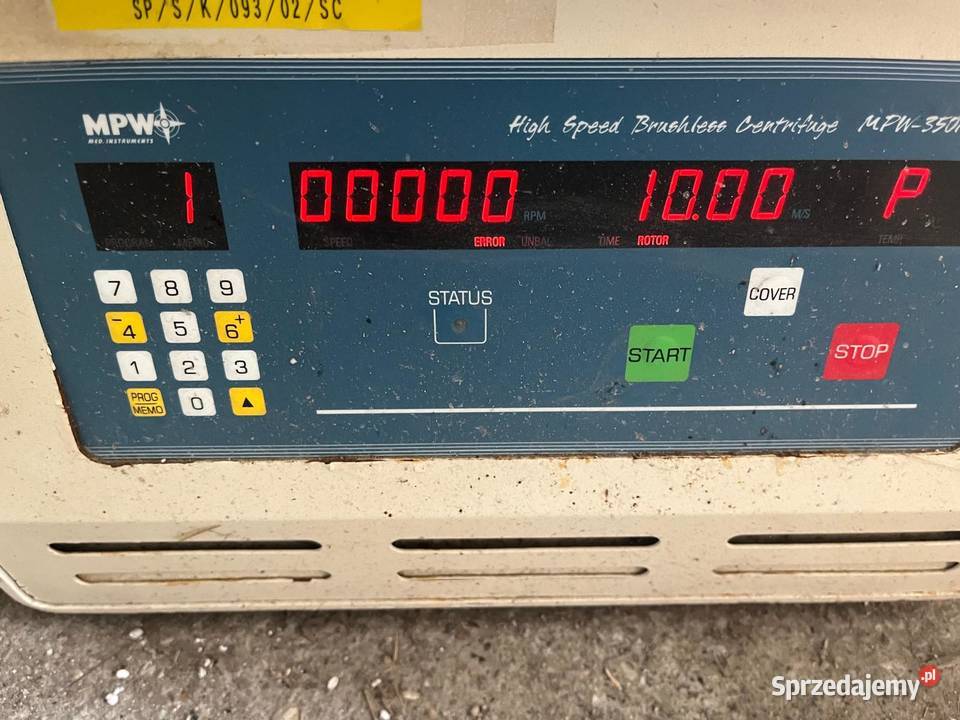 SP/S/K/093/02/SC
MPW
MED. INSTRUMENTS
High Speed Brushless Centrifuge MPW-350
1
00000 RPM 10.00 M/S P
PROGRAM MEMO SPEED ERROR UNBAL TIME ROTOR TEMP
7 8 9
- 4 5 6 +
1 2 3
PROG
MEMO 0 ▲
STATUS
COVER
START
STOP
Sprzedajemy.pl